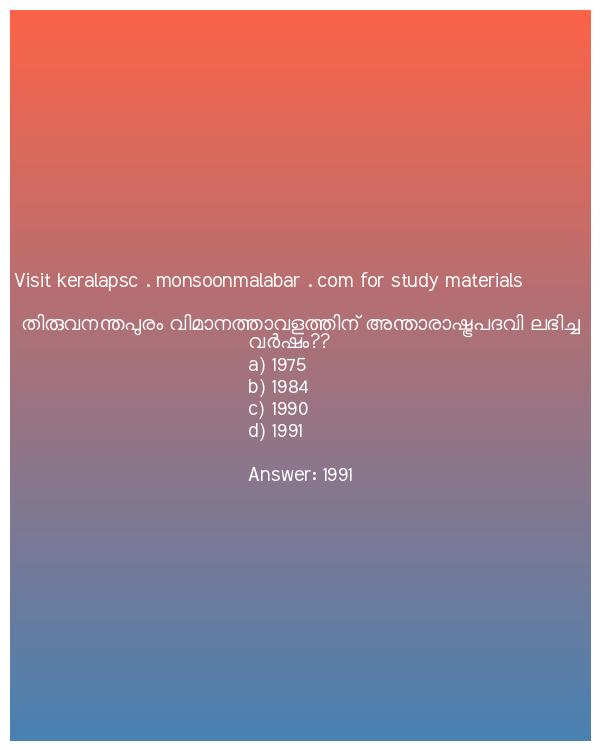 Visit keralapsc . monsoonmalabar . com for study materials
തിരുവനന്തപുരം വിമാനത്താവളത്തിന് അന്താരാഷ്ട്രപദവി ലഭിച്ച
വർഷം??
a) 1975
b) 1984
c) 1990
d) 1991
Answer: 1991